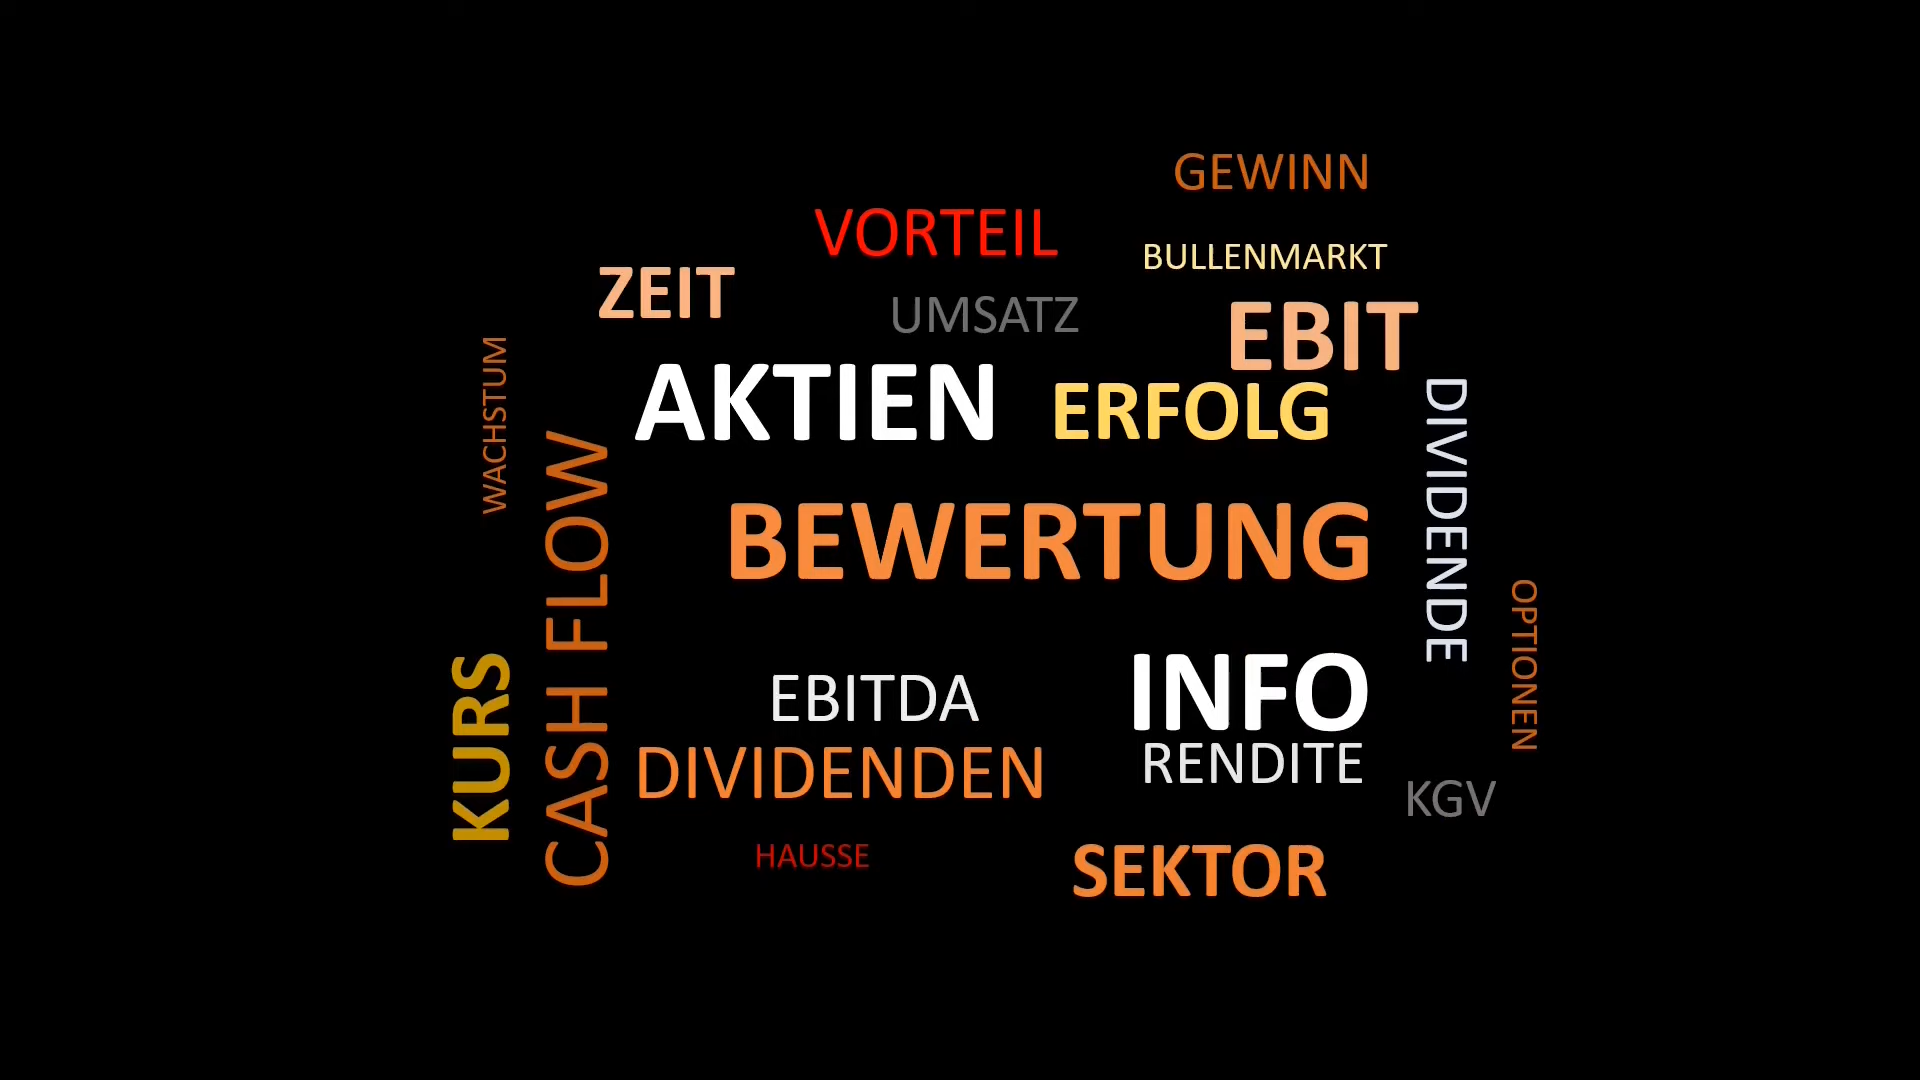 GEWINN
VORTEIL
BULLENMARKT
ZEIT
UMSATZ
EBIT
WACHSTUM
AKTIEN
ERFOLG
DIVIDENDE
CASH FLOW
BEWERTUNG
OPTIONEN
KURS
EBITDA
INFO
DIVIDENDEN
RENDITE
KGV
HAUSSE
SEKTOR